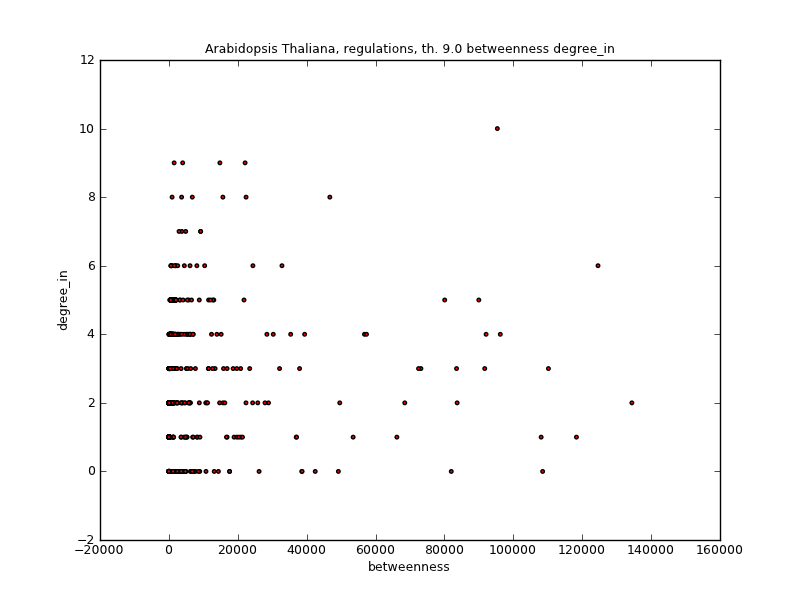 Arabidopsis Thaliana, regulations, th. 9.0 betweenness degree_in
12
10
8
6
4
2
0
−2
degree_in
−20000 0 20000 40000 60000 80000 100000 120000 140000 160000
betweenness